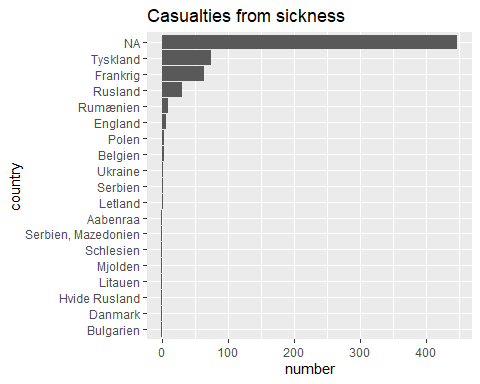 Casualties from sickness
NA
Tyskland
Frankrig
Rusland
Rumænien
England
Polen
Belgien
Ukraine
Serbien
Letland
Aabenraa
Serbien, Mazedonien
Schlesien
Mjolden
Litauen
Hvide Rusland
Danmark
Bulgarien
country
0 100 200 300 400
number